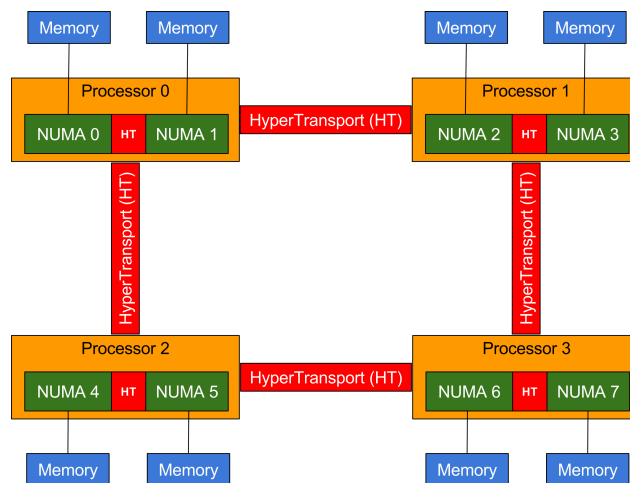 Memory
Memory
Memory
Memory
Processor 0
Processor 1
HyperTransport (HT)
NUMA 0
HT
NUMA 1
NUMA 2
HT
NUMA 3
HyperTransport (HT)
HyperTransport (HT)
Processor 2
Processor 3
HyperTransport (HT)
NUMA 4
HT
NUMA 5
NUMA 6
HT
NUMA 7
Memory
Memory
Memory
Memory